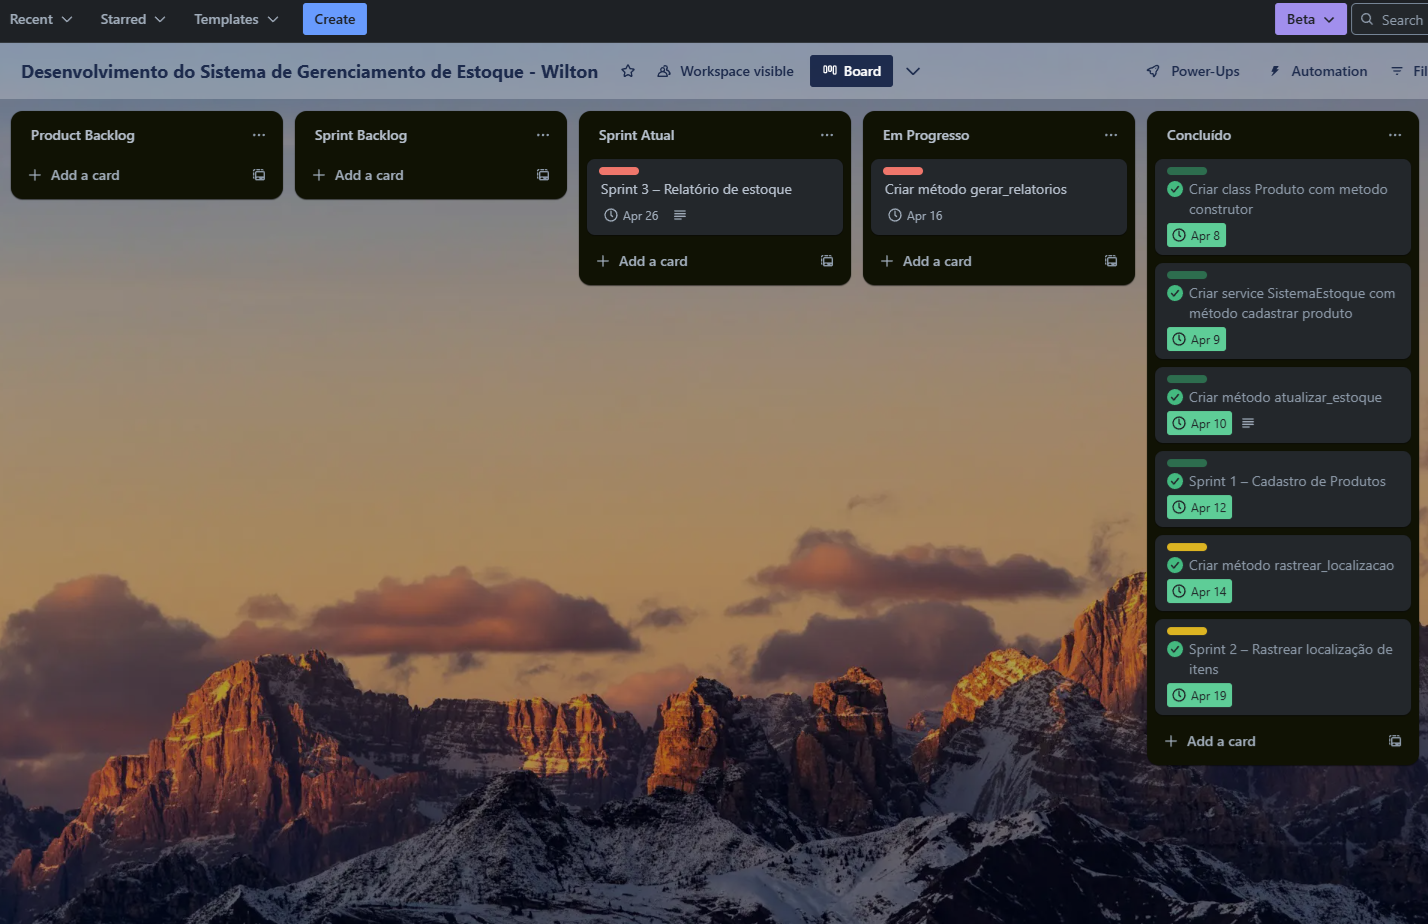 Recent
Starred
Templates
Create
Beta
Search
Desenvolvimento do Sistema de Gerenciamento de Estoque - Wilton
Workspace visible
Board
Power-Ups
Automation
Fil
Product Backlog
Add a card
Sprint Backlog
Add a card
Sprint Atual
Sprint 3 – Relatório de estoque
Apr 26
Add a card
Em Progresso
Criar método gerar_relatorios
Apr 16
Add a card
Concluído
Criar class Produto com metodo
construtor
Apr 8
Criar service SistemaEstoque com
método cadastrar produto
Apr 9
Criar método atualizar_estoque
Apr 10
Sprint 1 – Cadastro de Produtos
Apr 12
Criar método rastrear_localizacao
Apr 14
Sprint 2 – Rastrear localização de
itens
Apr 19
Add a card